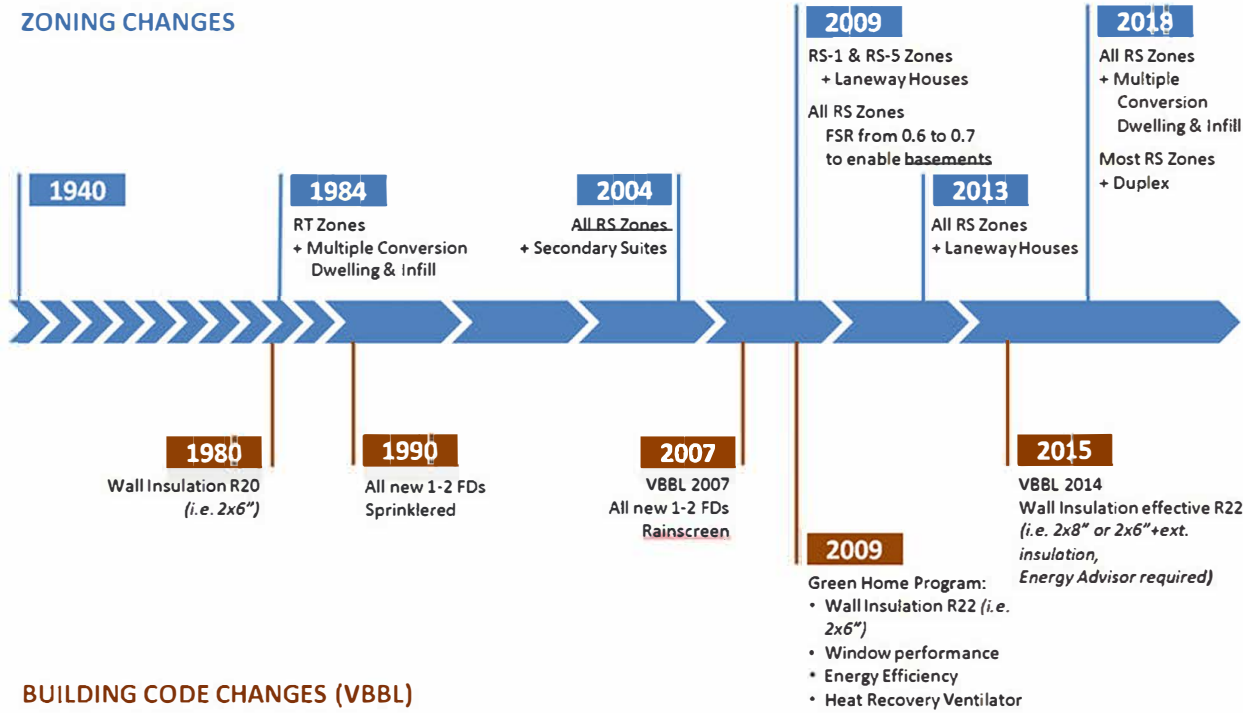 ZONING CHANGES
1940
1984
RT Zones
+ Multiple Conversion
Dwelling & Infill
2004
All RS Zones
+ Secondary Suites
2009
RS-1 & RS-5 Zones
+ Laneway Houses
All RS Zones
FSR from 0.6 to 0.7
to enable basements
2013
All RS Zones
+ Laneway Houses
2018
All RS Zones
+ Multiple
Conversion
Dwelling & Infill
Most RS Zones
+ Duplex
1980
Wall Insulation R20
(i.e. 2x6")
1990
All new 1-2 FDs
Sprinklered
2007
VBBL 2007
All new 1-2 FDs
Rainscreen
2009
Green Home Program:
• Wall Insulation R22 (i.e.
2x6")
• Window performance
• Energy Efficiency
• Heat Recovery Ventilator
2015
VBBL 2014
Wall Insulation effective R22
(i.e. 2x8" or 2x6"+ext.
insulation,
Energy Advisor required)
BUILDING CODE CHANGES (VBBL)